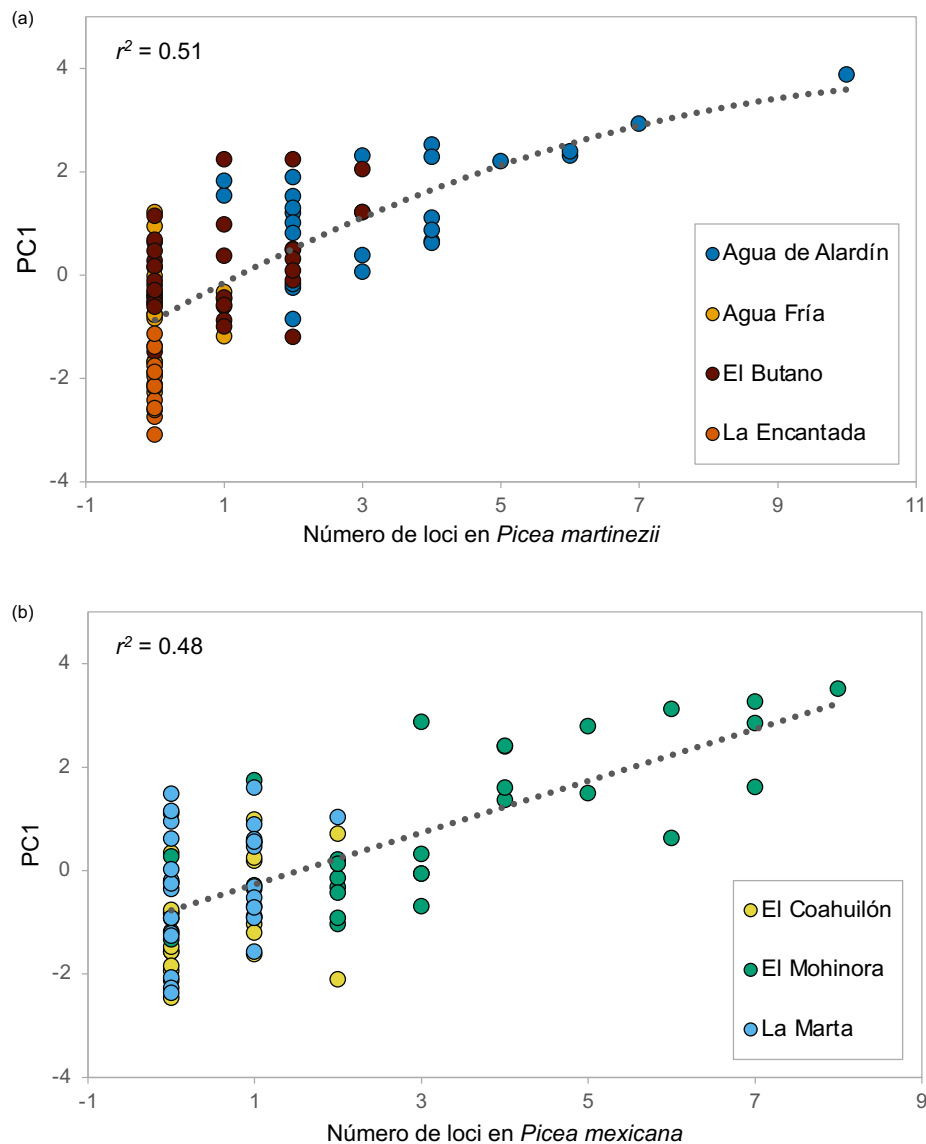 (a)
r² = 0.51
PC1
4
2
0
-2
-4
-1 1 3 5 7 9 11
Agua de Alardín
Agua Fría
El Butano
La Encantada
Número de loci en Picea martinezii
(b)
r² = 0.48
PC1
4
2
0
-2
-4
-1 1 3 5 7 9
El Coahuilón
El Mohinora
La Marta
Número de loci en Picea mexicana